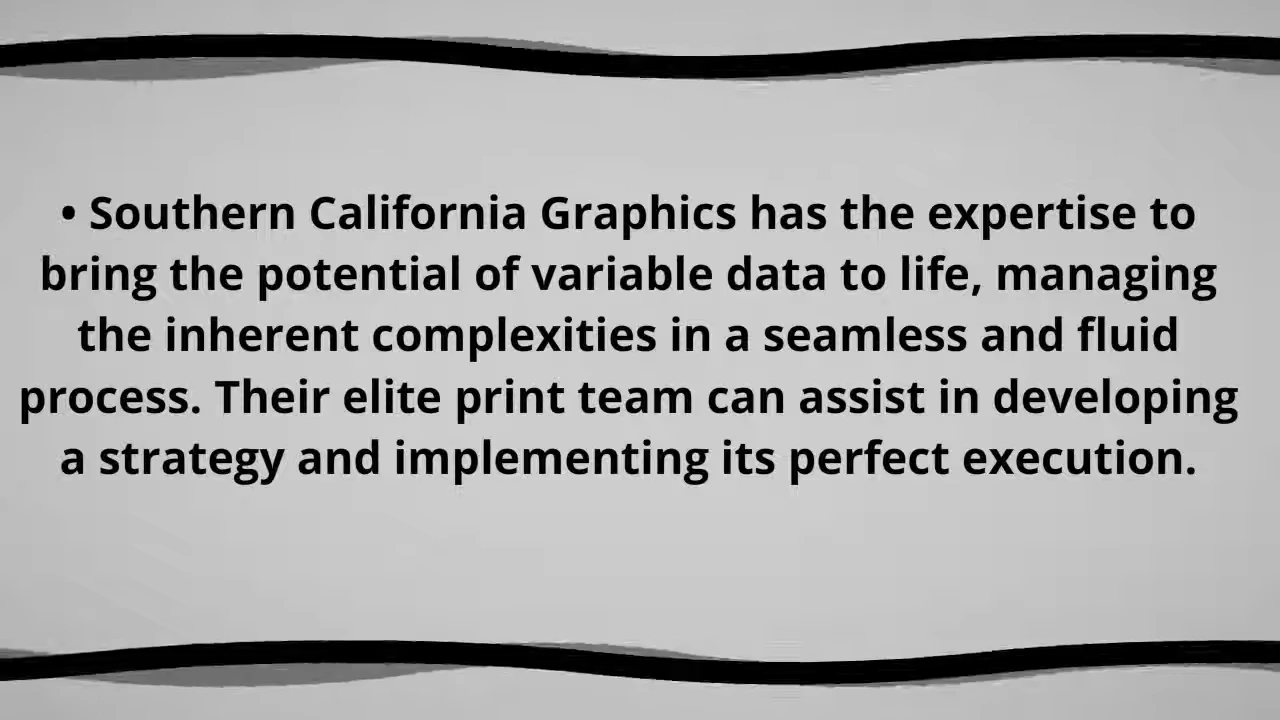 • Southern California Graphics has the expertise to
bring the potential of variable data to life, managing
the inherent complexities in a seamless and fluid
process. Their elite print team can assist in developing
a strategy and implementing its perfect execution.